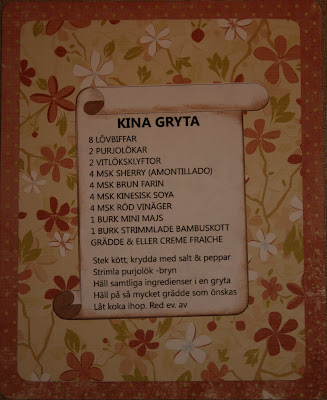 KINA GRYTA
8 LÖVBIFFAR
2 PURJOLÖKAR
2 VITLÖKSKLYFTOR
4 MSK SHERRY (AMONTILLADO)
4 MSK BRUN FARIN
4 MSK KINESISK SOYA
4 MSK RÖD VINÄGER
1 BURK MINI MAJS
1 BURK STRIMMLADE BAMBUSKOTT
GRÄDDE & ELLER CREME FRAICHE
Stek kött, krydda med salt & peppar
Strimla purjolök -bryn
Häll samtliga ingredienser i en gryta
Häll på så mycket grädde som önskas
Låt koka ihop. Red ev. av